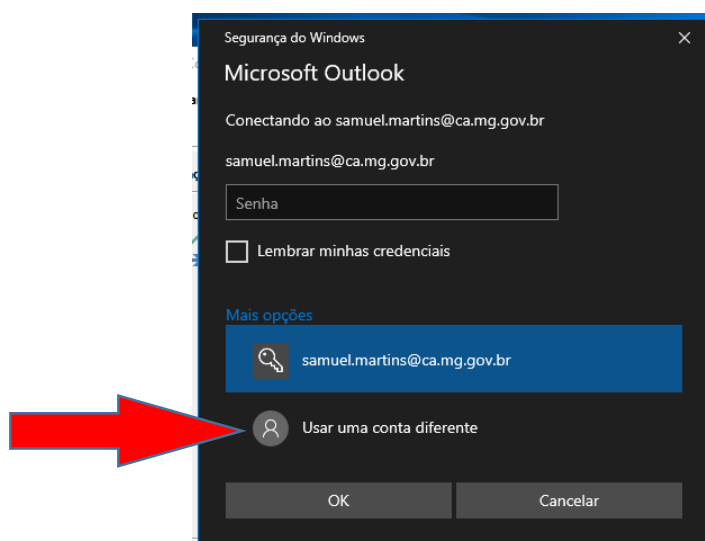 Segurança do Windows
Microsoft Outlook
Conectando ao samuel.martins@ca.mg.gov.br
samuel.martins@ca.mg.gov.br
Senha
Lembrar minhas credenciais
Mais opções
samuel.martins@ca.mg.gov.br
Usar uma conta diferente
OK
Cancelar